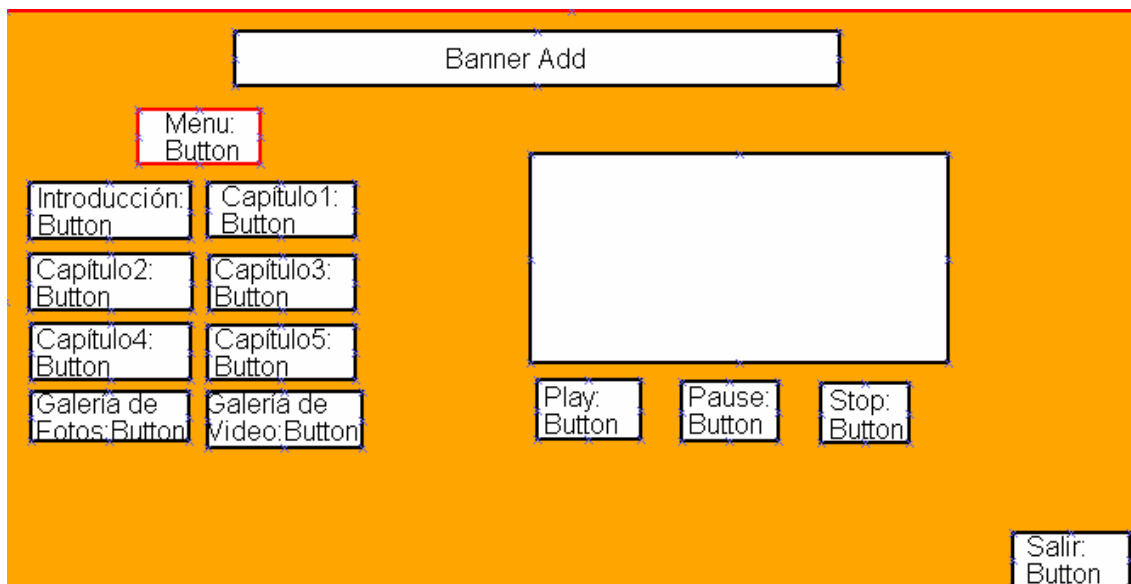 Banner Add
Menu:
Button
Introducción:
Button
Capítulo1:
Button
Capítulo2:
Button
Capítulo3:
Button
Capítulo4:
Button
Capítulo5:
Button
Galería de
Fotos:Button
Galería de
Video:Button
Play:
Button
Pause:
Button
Stop:
Button
Salir:
Button